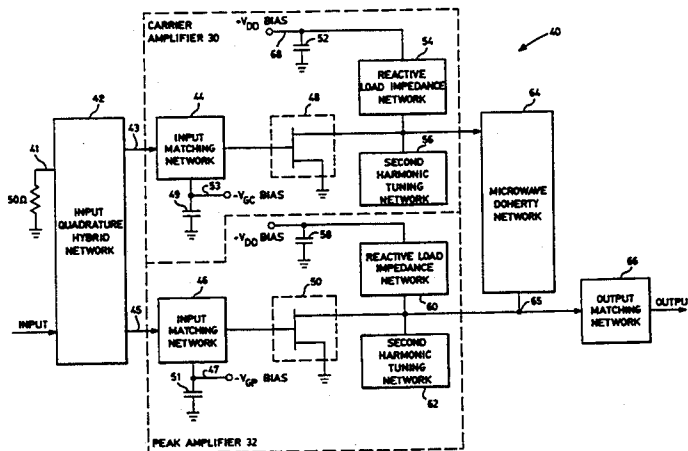 CARRIER
AMPLIFIER 30
-VDD BIAS
52
68
40
54
REACTIVE
LOAD IMPEDANCE
NETWORK
42
44
48
64
41
43
INPUT
MATCHING
NETWORK
56
50Ω
INPUT
QUADRATURE
HYBRID
NETWORK
49
53
-VGC BIAS
SECOND
HARMONIC
TUNING NETWORK
MICROWAVE
DOHERTY
NETWORK
-VDD BIAS
58
46
50
REACTIVE LOAD
IMPEDANCE
NETWORK
66
45
60
65
INPUT
INPUT
MATCHING
NETWORK
OUTPUT
MATCHING
NETWORK
OUTPUT
SECOND
HARMONIC
TUNING
NETWORK
51
47
-VGP BIAS
62
PEAK AMPLIFIER 32